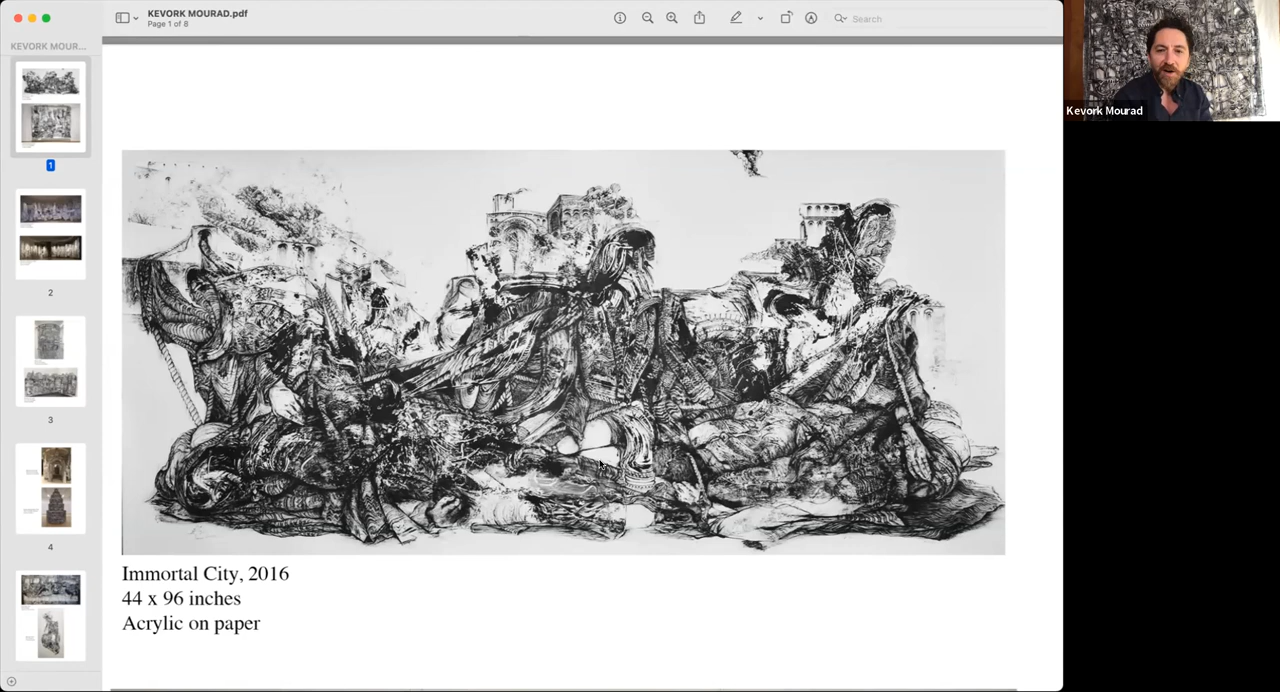 KEVORK MOURAD.pdf
Page 1 of 8
Search
KEVORK MOUR...
1
2
3
4
Immortal City, 2016
44 x 96 inches
Acrylic on paper
Kevork Mourad